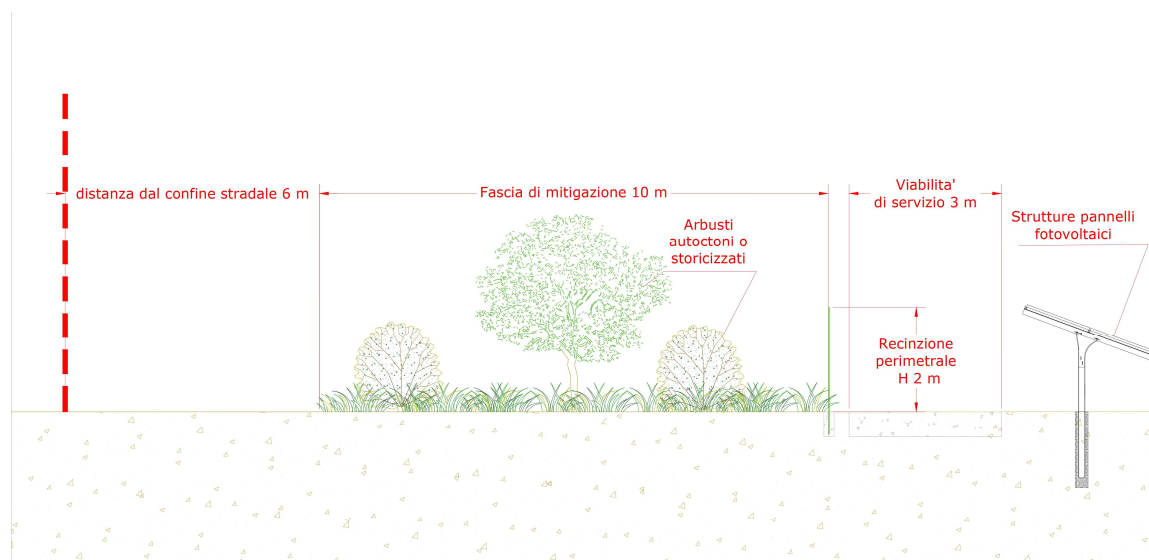 distanza dal confine stradale 6 m
Fascia di mitigazione 10 m
Viabilita'
di servizio 3 m
Arbusti
autoctoni o
storicizzati
Strutture pannelli
fotovoltaici
Recinzione
perimetrale
H 2 m